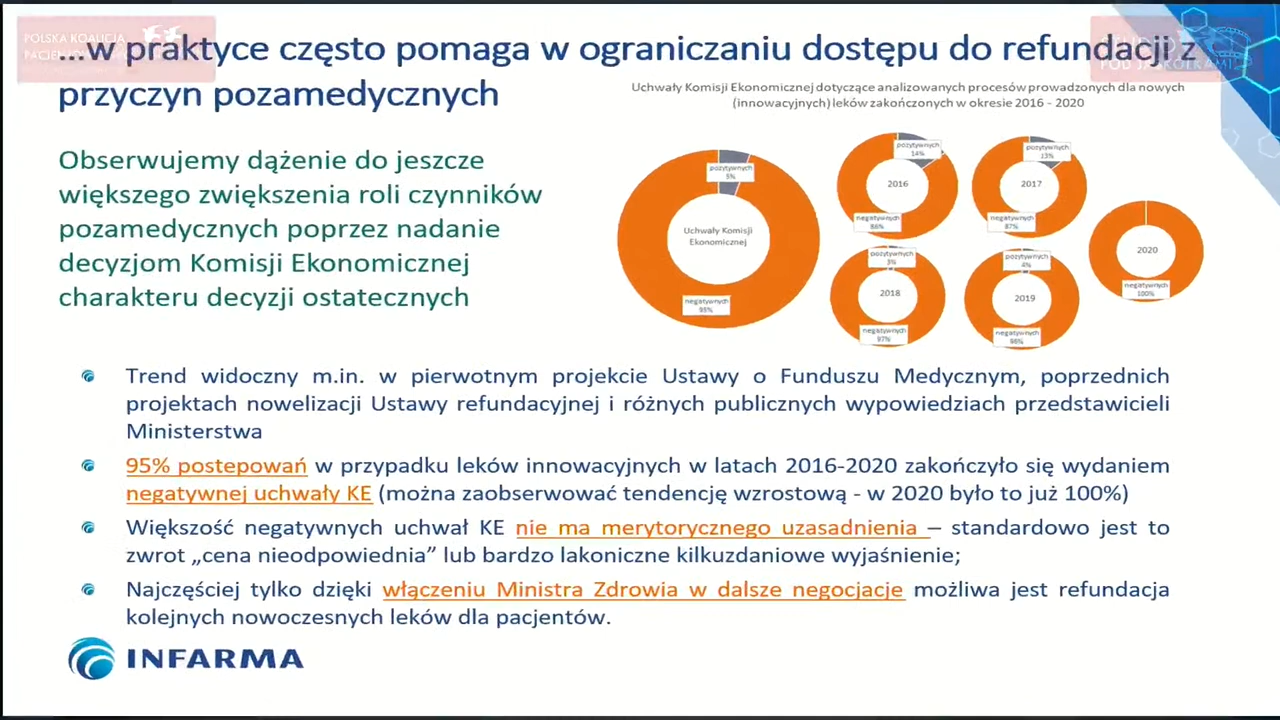 POLSKA KOALICJA
...w praktyce często pomaga w ograniczaniu dostępu do refundacji z
przyczyn pozamedycznych
Uchwały Komisji Ekonomicznej dotyczące analizowanych procesów prowadzonych dla nowych
(innowacyjnych) leków zakończonych w okresie 2016 - 2020
Obserwujemy dążenie do jeszcze
większego zwiększenia roli czynników
pozamedycznych poprzez nadanie
decyzjom Komisji Ekonomicznej
charakteru decyzji ostatecznych
pozytywnych
5%
Uchwały Komisji
Ekonomicznej
negatywnych
95%
pozytywnych
14%
2016
negatywnych
86%
pozytywnych
13%
2017
negatywnych
87%
pozytywnych
3%
2018
negatywnych
97%
pozytywnych
4%
2019
negatywnych
96%
2020
negatywnych
100%
Trend widoczny m.in. w pierwotnym projekcie Ustawy o Funduszu Medycznym, poprzednich
projektach nowelizacji Ustawy refundacyjnej i różnych publicznych wypowiedziach przedstawicieli
Ministerstwa
95% postepowań w przypadku leków innowacyjnych w latach 2016-2020 zakończyło się wydaniem
negatywnej uchwały KE (można zaobserwować tendencję wzrostową - w 2020 było to już 100%)
Większość negatywnych uchwał KE nie ma merytorycznego uzasadnienia – standardowo jest to
zwrot „cena nieodpowiednia” lub bardzo lakoniczne kilkuzdaniowe wyjaśnienie;
Najczęściej tylko dzięki włączeniu Ministra Zdrowia w dalsze negocjacje możliwa jest refundacja
kolejnych nowoczesnych leków dla pacjentów.
INFARMA